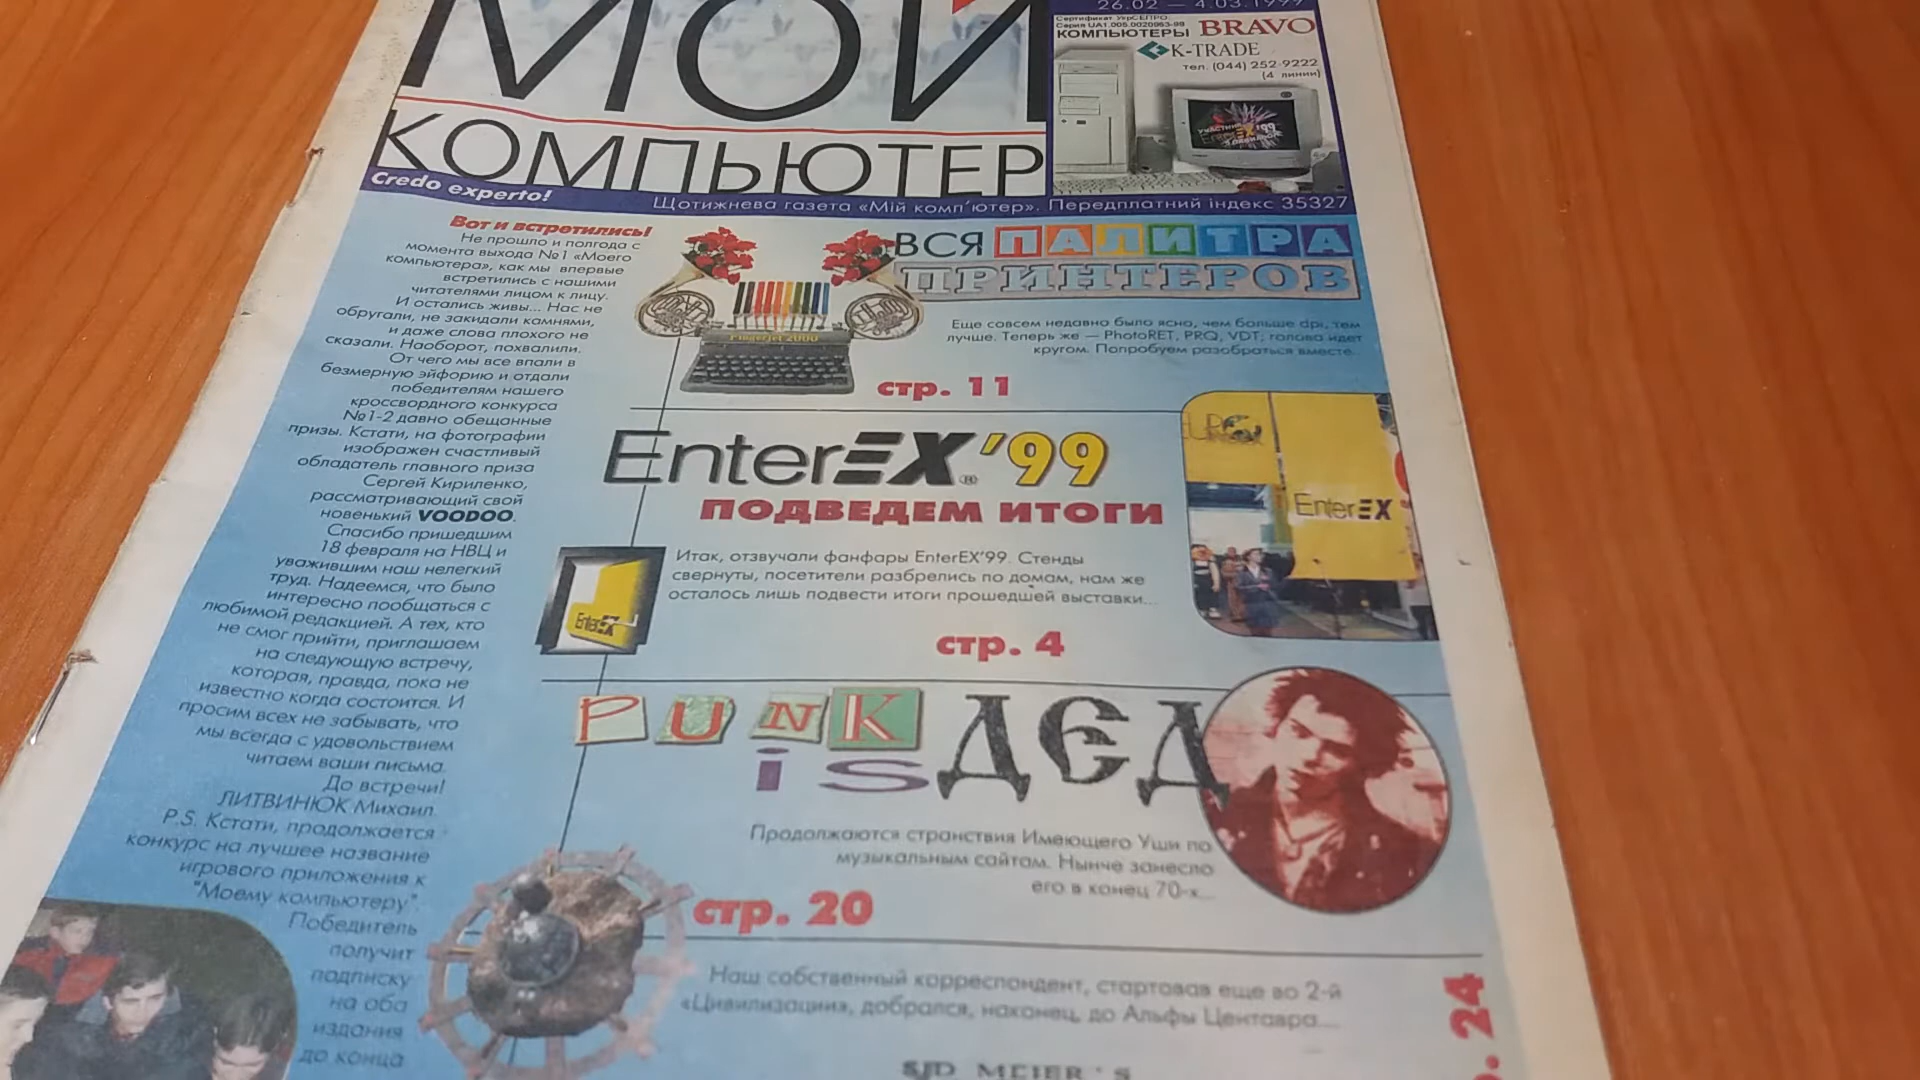 МОЙ
КОМПЬЮТЕР
26.02 — 4.03.1999
Сертификат УкрСЕПРО:
Серия UA1.005.0020963-99
КОМПЬЮТЕРЫ BRAVO
K-TRADE
тел. (044) 252-9222
(4 линии)
Credo experto!
Щотижнева газета «Мій комп'ютер». Передплатний індекс 35327
Вот и встретились!
Не прошло и полгода с
момента выхода №1 «Моего
компьютера», как мы впервые
встретились с нашими
читателями лицом к лицу.
И остались живы... Нас не
обругали, не закидали камнями,
и даже слова плохого не
сказали. Наоборот, похвалили.
От чего мы все впали в
безмерную эйфорию и отдали
победителям нашего
кроссвордного конкурса
№1-2 давно обещанные
призы. Кстати, на фотографии
изображен счастливый
обладатель главного приза
Сергей Кириленко,
рассматривающий свой
новенький VOODOO.
Спасибо пришедшим
18 февраля на НВЦ и
уважившим наш нелегкий
труд. Надеемся, что было
интересно пообщаться с
любимой редакцией. А тех, кто
не смог прийти, приглашаем
на следующую встречу,
которая, правда, пока не
известно когда состоится. И
просим всех не забывать, что
мы всегда с удовольствием
читаем ваши письма.
До встречи!
ЛИТВИНЮК Михаил.
P.S. Кстати, продолжается
конкурс на лучшее название
игрового приложения к
"Моему компьютеру".
Победитель
получит
подписку
на оба
издания
до конца
ВСЯ ПАЛИТРА
ПРИНТЕРОВ
FingerJet 2000
Еще совсем недавно было ясно, чем больше dpi, тем
лучше. Теперь же — PhotoRET, PRQ, VDT; голова идет
кругом. Попробуем разобраться вместе...
стр. 11
EnterEX ® '99
ПОДВЕДЕМ ИТОГИ
EnterEX
EnterEX
Итак, отзвучали фанфары EnterEX'99. Стенды
свернуты, посетители разбрелись по домам, нам же
осталось лишь подвести итоги прошедшей выставки...
стр. 4
PUNK
is ДЕД
Продолжаются странствия Имеющего Уши по
музыкальным сайтам. Нынче занесло
его в конец 70-х...
стр. 20
Наш собственный корреспондент, стартовав еще во 2-й
«Цивилизации», добрался, наконец, до Альфы Центавра...
24
SID MEIER'S